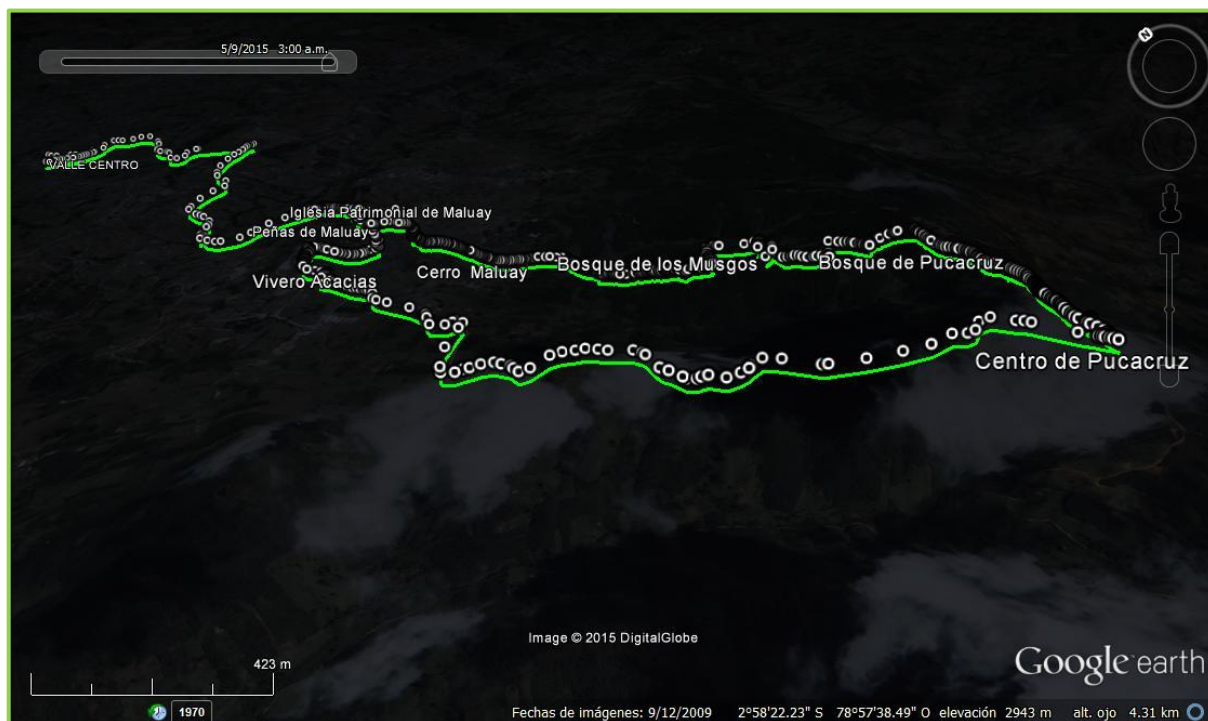 5/9/2015 3:00 a.m.
N
VALLE CENTRO
Iglesia Patrimonial de Maluay
Peñas de Maluay
Cerro Maluay
Bosque de los Musgos
Bosque de Pucacruz
Vivero Acacias
Centro de Pucacruz
Image © 2015 DigitalGlobe
Google earth
423 m
1970
Fechas de imágenes: 9/12/2009 2°58'22.23" S 78°57'38.49" O elevación 2943 m alt. ojo 4.31 km